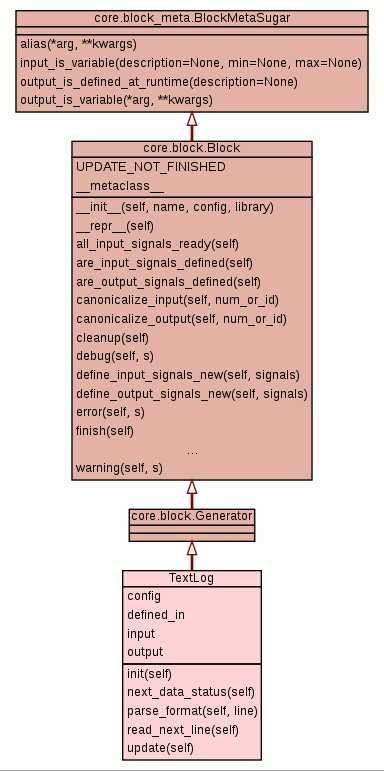 core.block_meta.BlockMetaSugar
alias(*arg, **kwargs)
input_is_variable(description=None, min=None, max=None)
output_is_defined_at_runtime(description=None)
output_is_variable(*arg, **kwargs)
core.block.Block
UPDATE_NOT_FINISHED
__metaclass__
__init__(self, name, config, library)
__repr__(self)
all_input_signals_ready(self)
are_input_signals_defined(self)
are_output_signals_defined(self)
canonicalize_input(self, num_or_id)
canonicalize_output(self, num_or_id)
cleanup(self)
debug(self, s)
define_input_signals_new(self, signals)
define_output_signals_new(self, signals)
error(self, s)
finish(self)
...
warning(self, s)
core.block.Generator
TextLog
config
defined_in
input
output
init(self)
next_data_status(self)
parse_format(self, line)
read_next_line(self)
update(self)